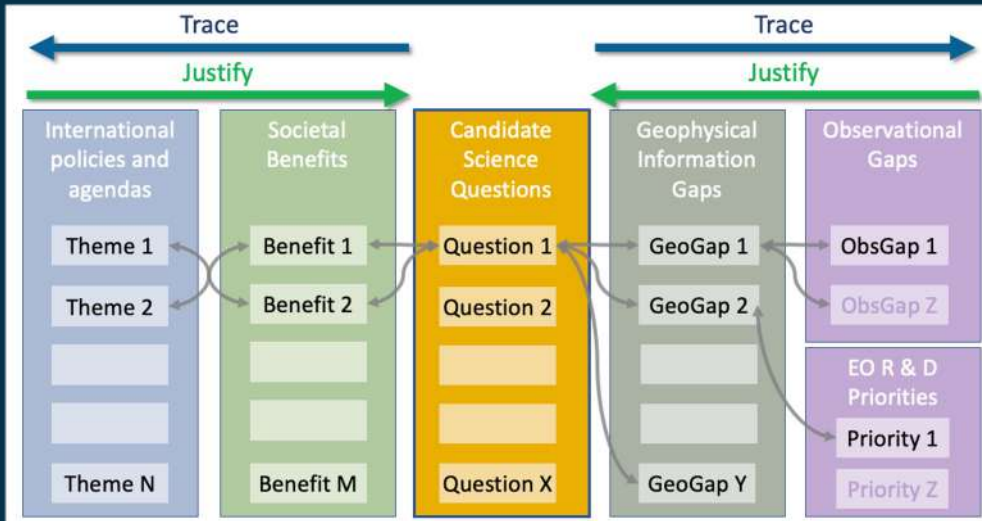 Trace
Trace
Justify
Justify
International
policies and
agendas
Theme 1
Theme 2
Theme N
Societal
Benefits
Benefit 1
Benefit 2
Benefit M
Candidate
Science
Questions
Question 1
Question 2
Question X
Geophysical
Information
Gaps
GeoGap 1
GeoGap 2
GeoGap Y
Observational
Gaps
ObsGap 1
ObsGap Z
EO R & D
Priorities
Priority 1
Priority Z